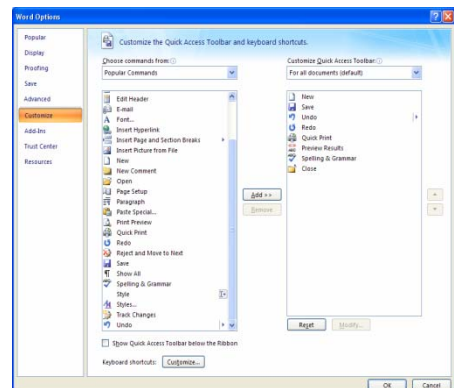 Word Options
Popular
Display
Proofing
Save
Advanced
Customize
Add-Ins
Trust Center
Resources
Customize the Quick Access Toolbar and keyboard shortcuts.
Choose commands from:
Popular Commands
Edit Header
E-mail
Font...
Insert Hyperlink
Insert Page and Section Breaks
Insert Picture from File
New
New Comment
Open
Page Setup
Paragraph
Paste Special...
Print Preview
Quick Print
Redo
Reject and Move to Next
Save
Show All
Spelling & Grammar
Style
Styles...
Track Changes
Undo
Add >>
Remove
Customize Quick Access Toolbar:
For all documents (default)
New
Save
Undo
Redo
Quick Print
Preview Results
Spelling & Grammar
Close
Reset
Modify...
Show Quick Access Toolbar below the Ribbon
Keyboard shortcuts: Customize...
OK
Cancel